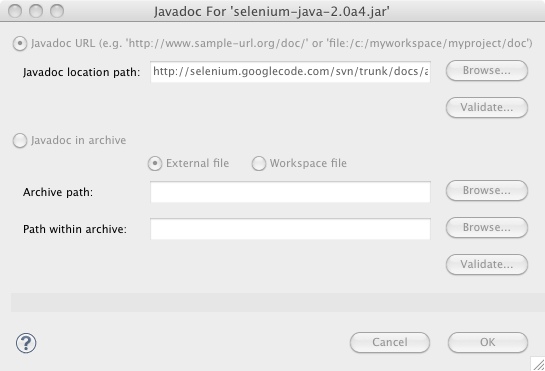 Javadoc For 'selenium-java-2.0a4.jar'
Javadoc URL (e.g. 'http://www.sample-url.org/doc/' or 'file:/c:/myworkspace/myproject/doc')
Javadoc location path: http://selenium.googlecode.com/svn/trunk/docs/a Browse...
Validate...
Javadoc in archive
External file Workspace file
Archive path: Browse...
Path within archive: Browse...
Validate...
? Cancel OK